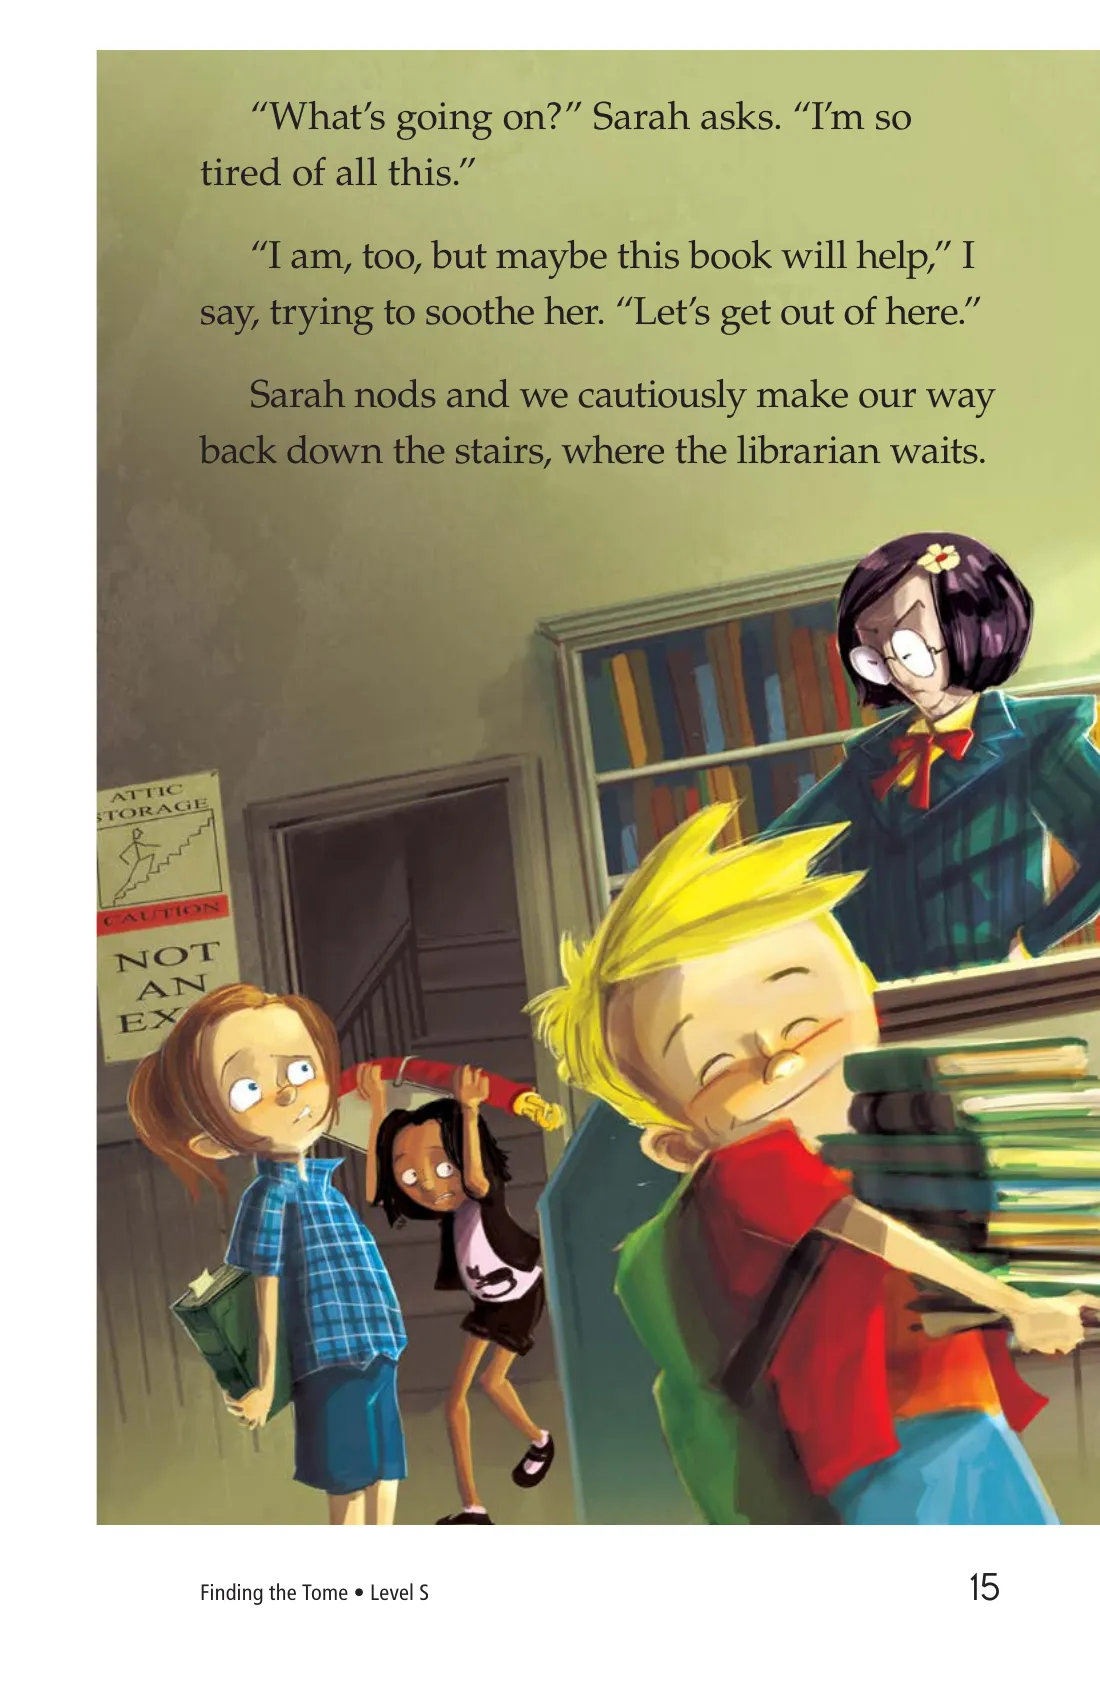 “What’s going on?” Sarah asks. “I’m so
tired of all this.”
“I am, too, but maybe this book will help,” I
say, trying to soothe her. “Let’s get out of here.”
Sarah nods and we cautiously make our way
back down the stairs, where the librarian waits.
ATTIC
STORAGE
CAUTION
NOT
AN
EX
Finding the Tome • Level S
15